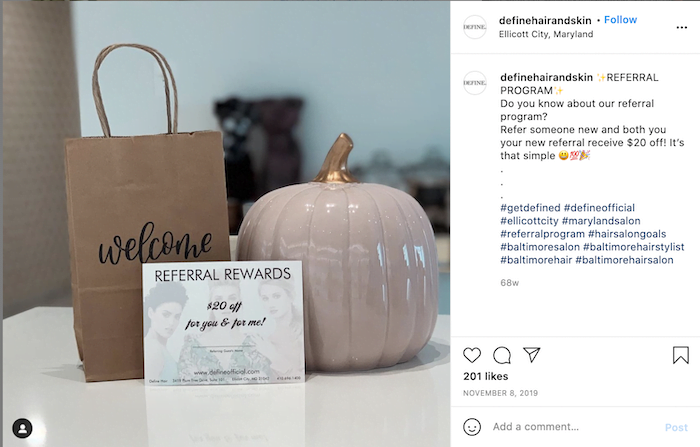 welcome
REFERRAL REWARDS
$20 off
for you & for me!
www.defineofficial.com
DEFINE.
definehairandskin • Follow
Ellicott City, Maryland
DEFINE.
definehairandskin ✨REFERRAL
PROGRAM✨
Do you know about our referral
program?
Refer someone new and both you
your new referral receive $20 off! It's
that simple 😀💯🎉
.
.
.
#getdefined #defineofficial
#ellicottcity #marylandsalon
#referralprogram #hairsalongoals
#baltimoresalon #baltimorehairstylist
#baltimorehair #baltimorehairsalon
68w
201 likes
NOVEMBER 8, 2019
Add a comment...
Post